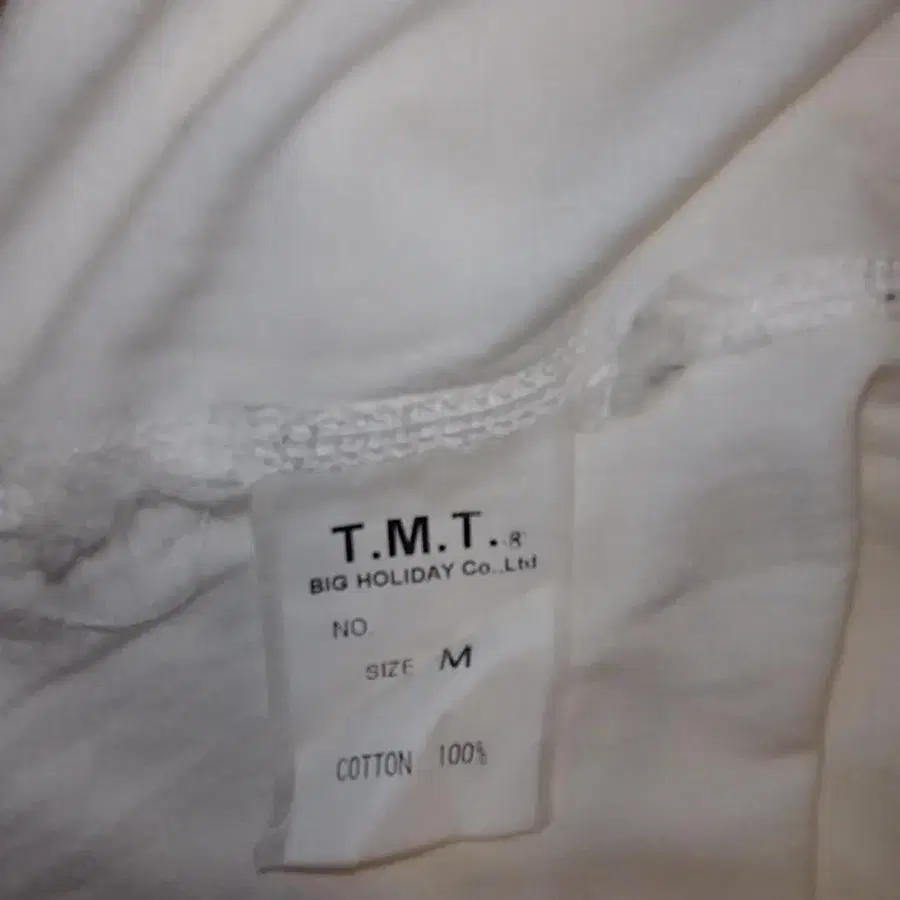 T.M.T.®
BIG HOLIDAY Co.,Ltd
NO.
SIZE M
COTTON 100%